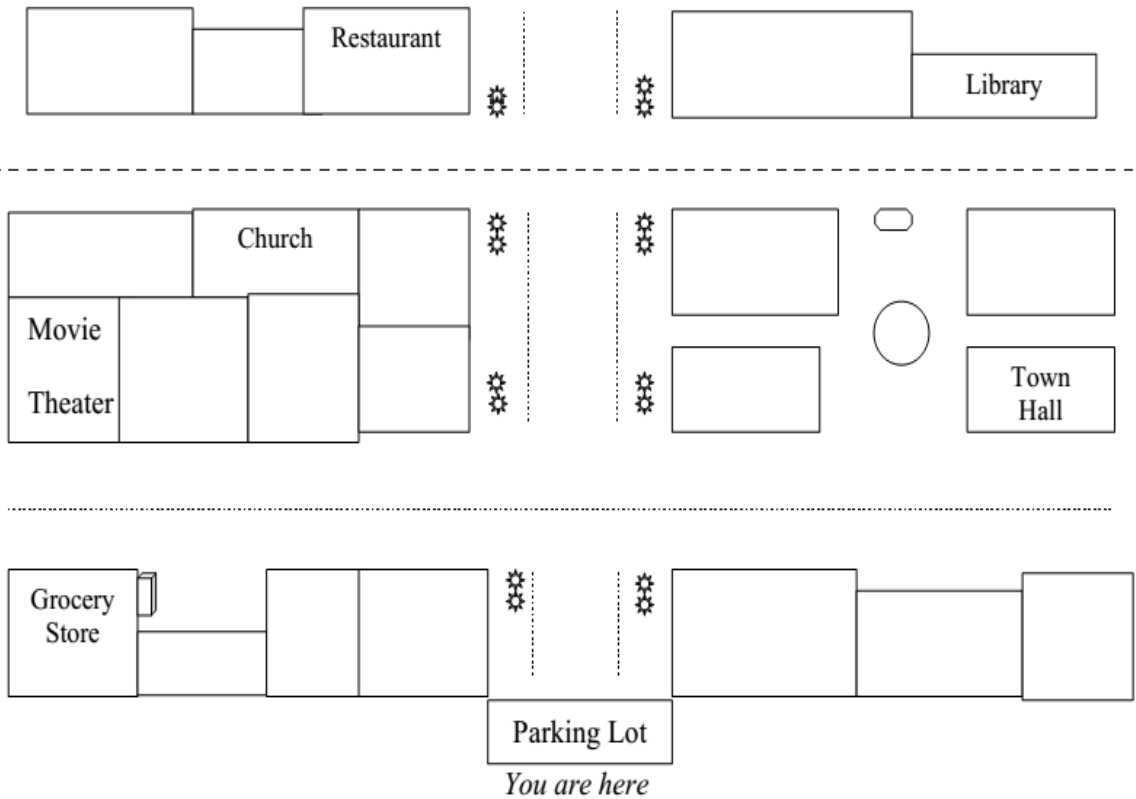 Restaurant
Library
Church
Movie
Theater
Town
Hall
Grocery
Store
Parking Lot
You are here